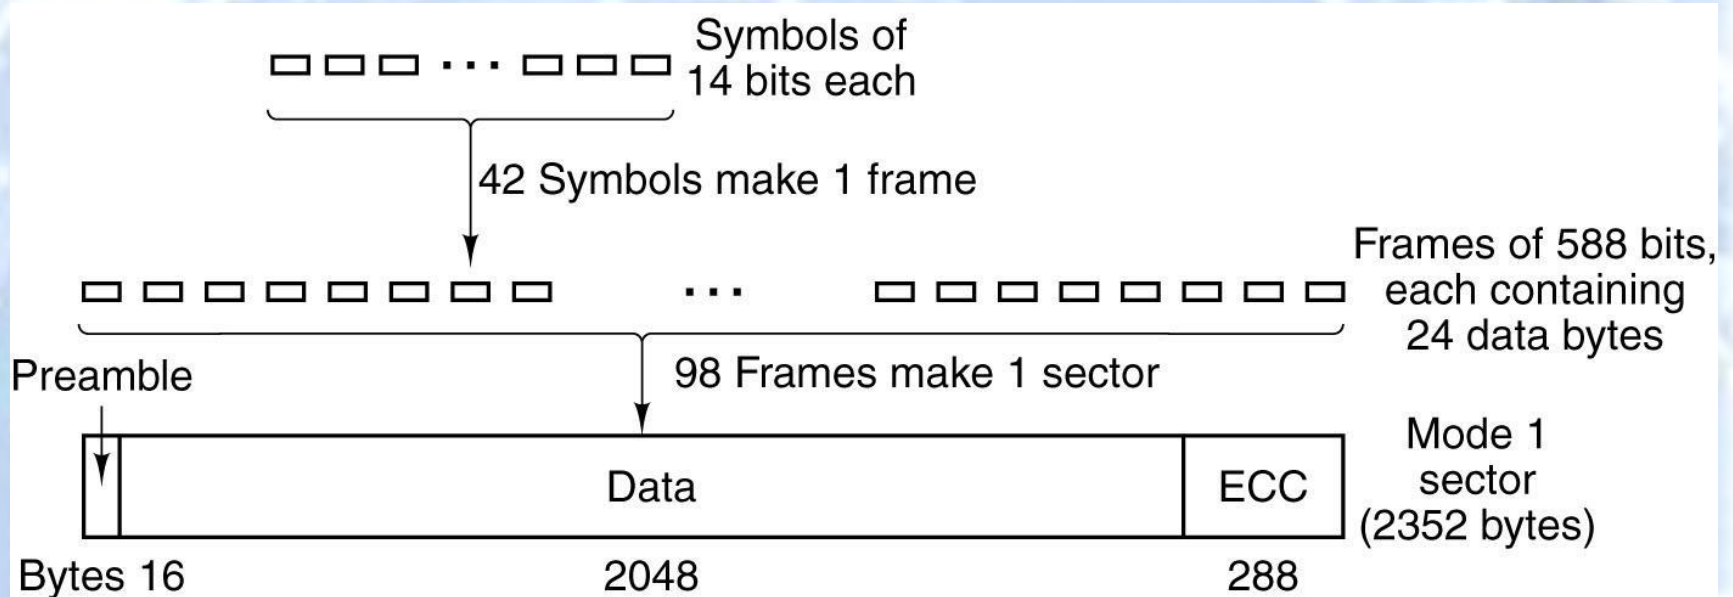 Symbols of
14 bits each
42 Symbols make 1 frame
Frames of 588 bits,
each containing
24 data bytes
Preamble
98 Frames make 1 sector
Mode 1
sector
(2352 bytes)
Data
ECC
Bytes 16
2048
288